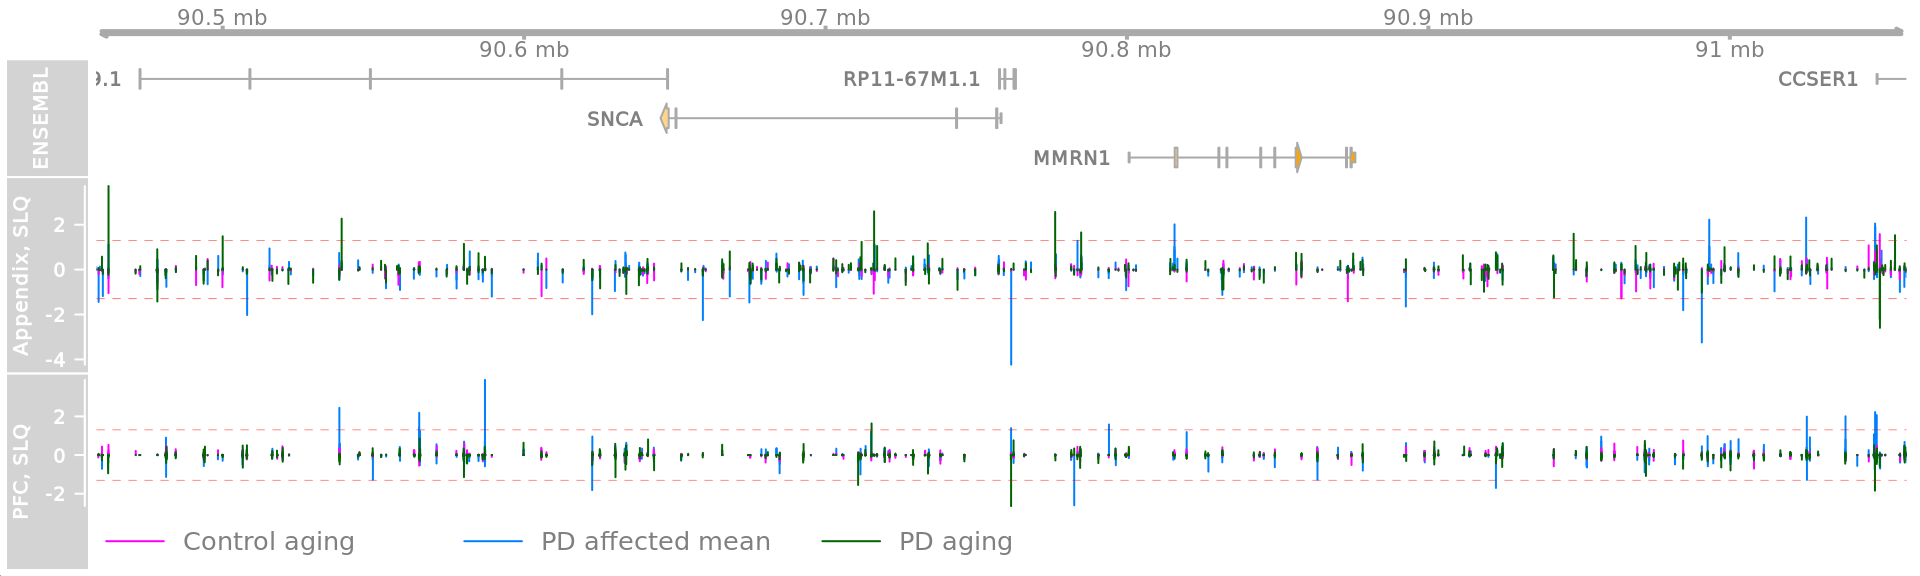 90.5 mb 90.7 mb 90.9 mb
90.6 mb 90.8 mb 91 mb
ENSEMBL
9.1 RP11-67M1.1 CCSER1
SNCA
MMRN1
Appendix, SLQ
2
0
-2
-4
PFC, SLQ
2
0
-2
Control aging PD affected mean PD aging